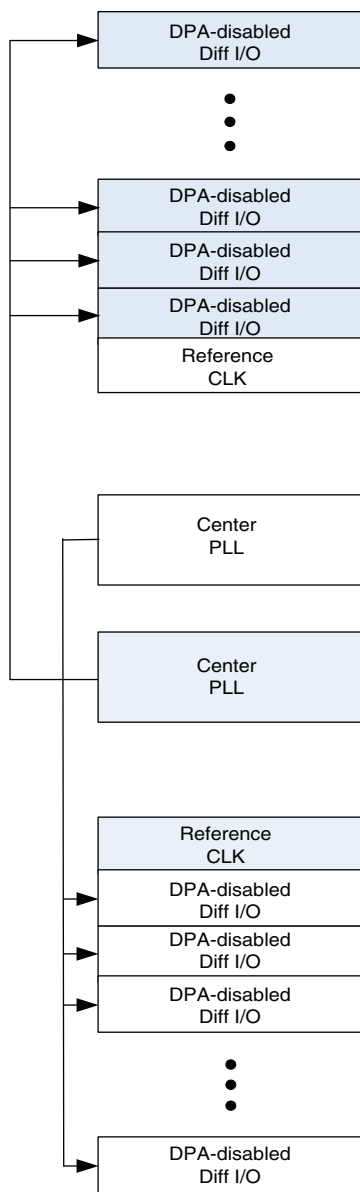 DPA-disabled
Diff I/O
DPA-disabled
Diff I/O
DPA-disabled
Diff I/O
DPA-disabled
Diff I/O
Reference
CLK
Center
PLL
Center
PLL
Reference
CLK
DPA-disabled
Diff I/O
DPA-disabled
Diff I/O
DPA-disabled
Diff I/O
DPA-disabled
Diff I/O